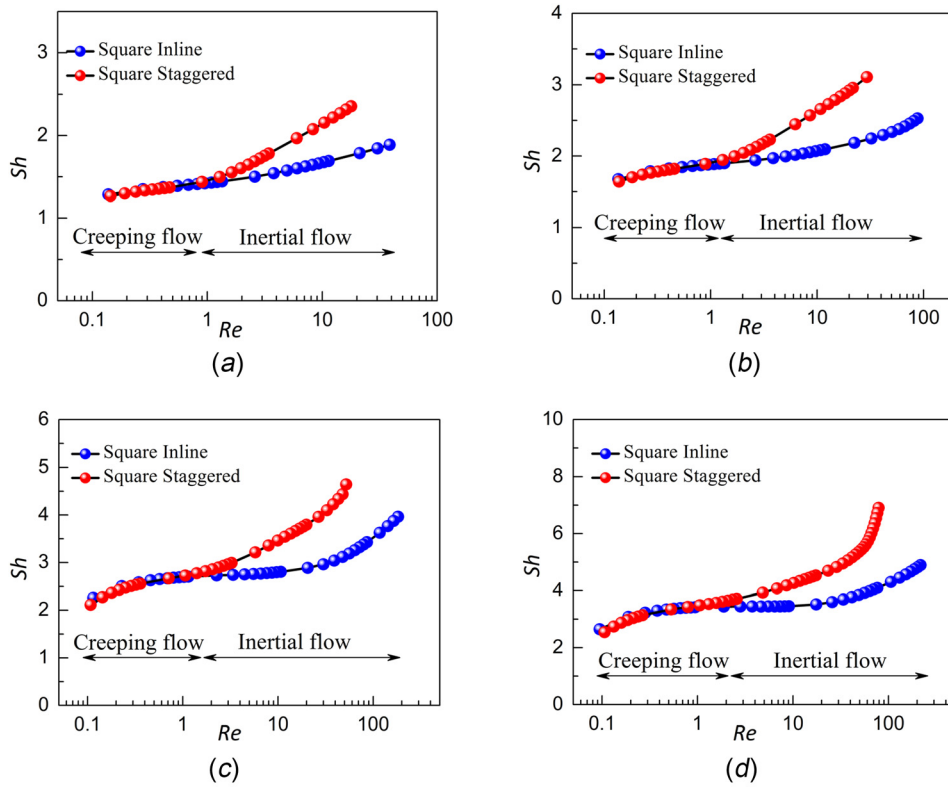 3
2
1
0
Sh
Square Inline
Square Staggered
Creeping flow
Inertial flow
0.1
1
10
100
Re
(a)
4
3
2
1
0
Sh
Square Inline
Square Staggered
Creeping flow
Inertial flow
0.1
1
10
100
Re
(b)
6
5
4
3
2
1
0
Sh
Square Inline
Square Staggered
Creeping flow
Inertial flow
0.1
1
10
100
Re
(c)
10
8
6
4
2
0
Sh
Square Inline
Square Staggered
Creeping flow
Inertial flow
0.1
1
10
100
Re
(d)